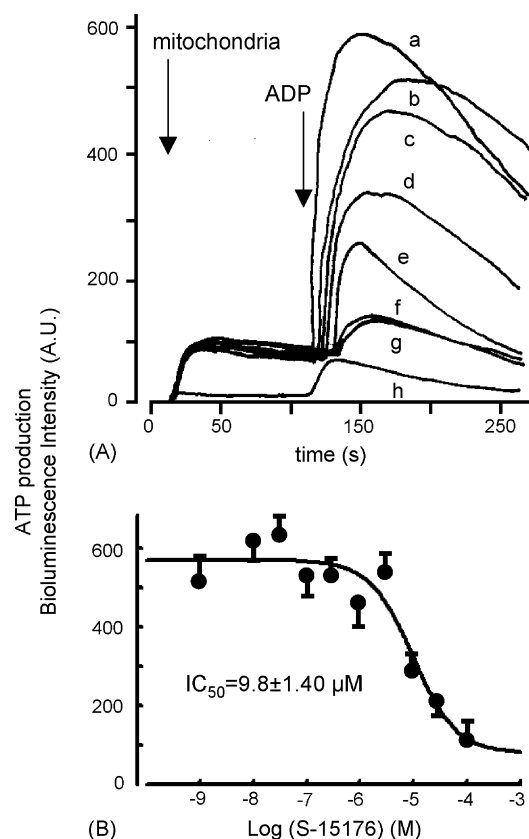 ATP production
Bioluminescence Intensity (A.U.)
600
400
200
0
mitochondria
ADP
a
b
c
d
e
f
g
h
0
50
150
250
(A)
time (s)
600
400
200
0
IC50=9.8±1.40 µM
-9
-8
-7
-6
-5
-4
-3
(B)
Log (S-15176) (M)